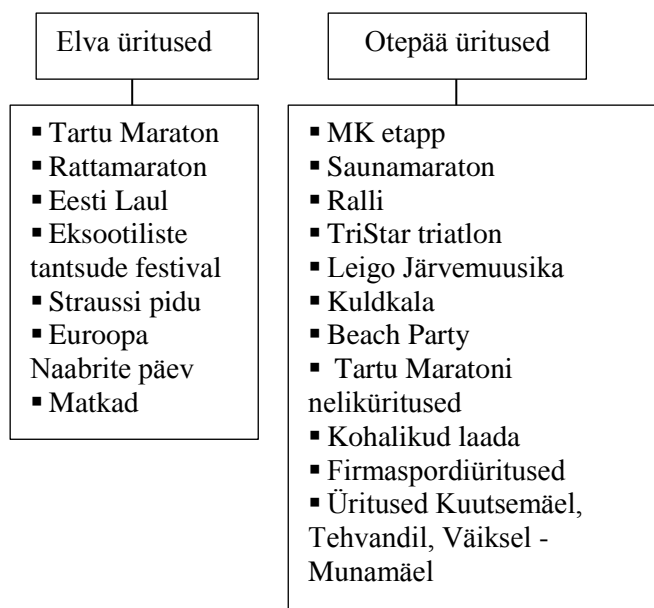 Elva üritused
▪ Tartu Maraton
▪ Rattamaraton
▪ Eesti Laul
▪ Eksootiliste
tantsude festival
▪ Straussi pidu
▪ Euroopa
Naabrite päev
▪ Matkad
Otepää üritused
▪ MK etapp
▪ Saunamaraton
▪ Ralli
▪ TriStar triatlon
▪ Leigo Järvemuusika
▪ Kuldkala
▪ Beach Party
▪ Tartu Maratoni
neliküritused
▪ Kohalikud laada
▪ Firmaspordiüritused
▪ Üritused Kuutsemäel,
Tehvandil, Väiksel -
Munamäel